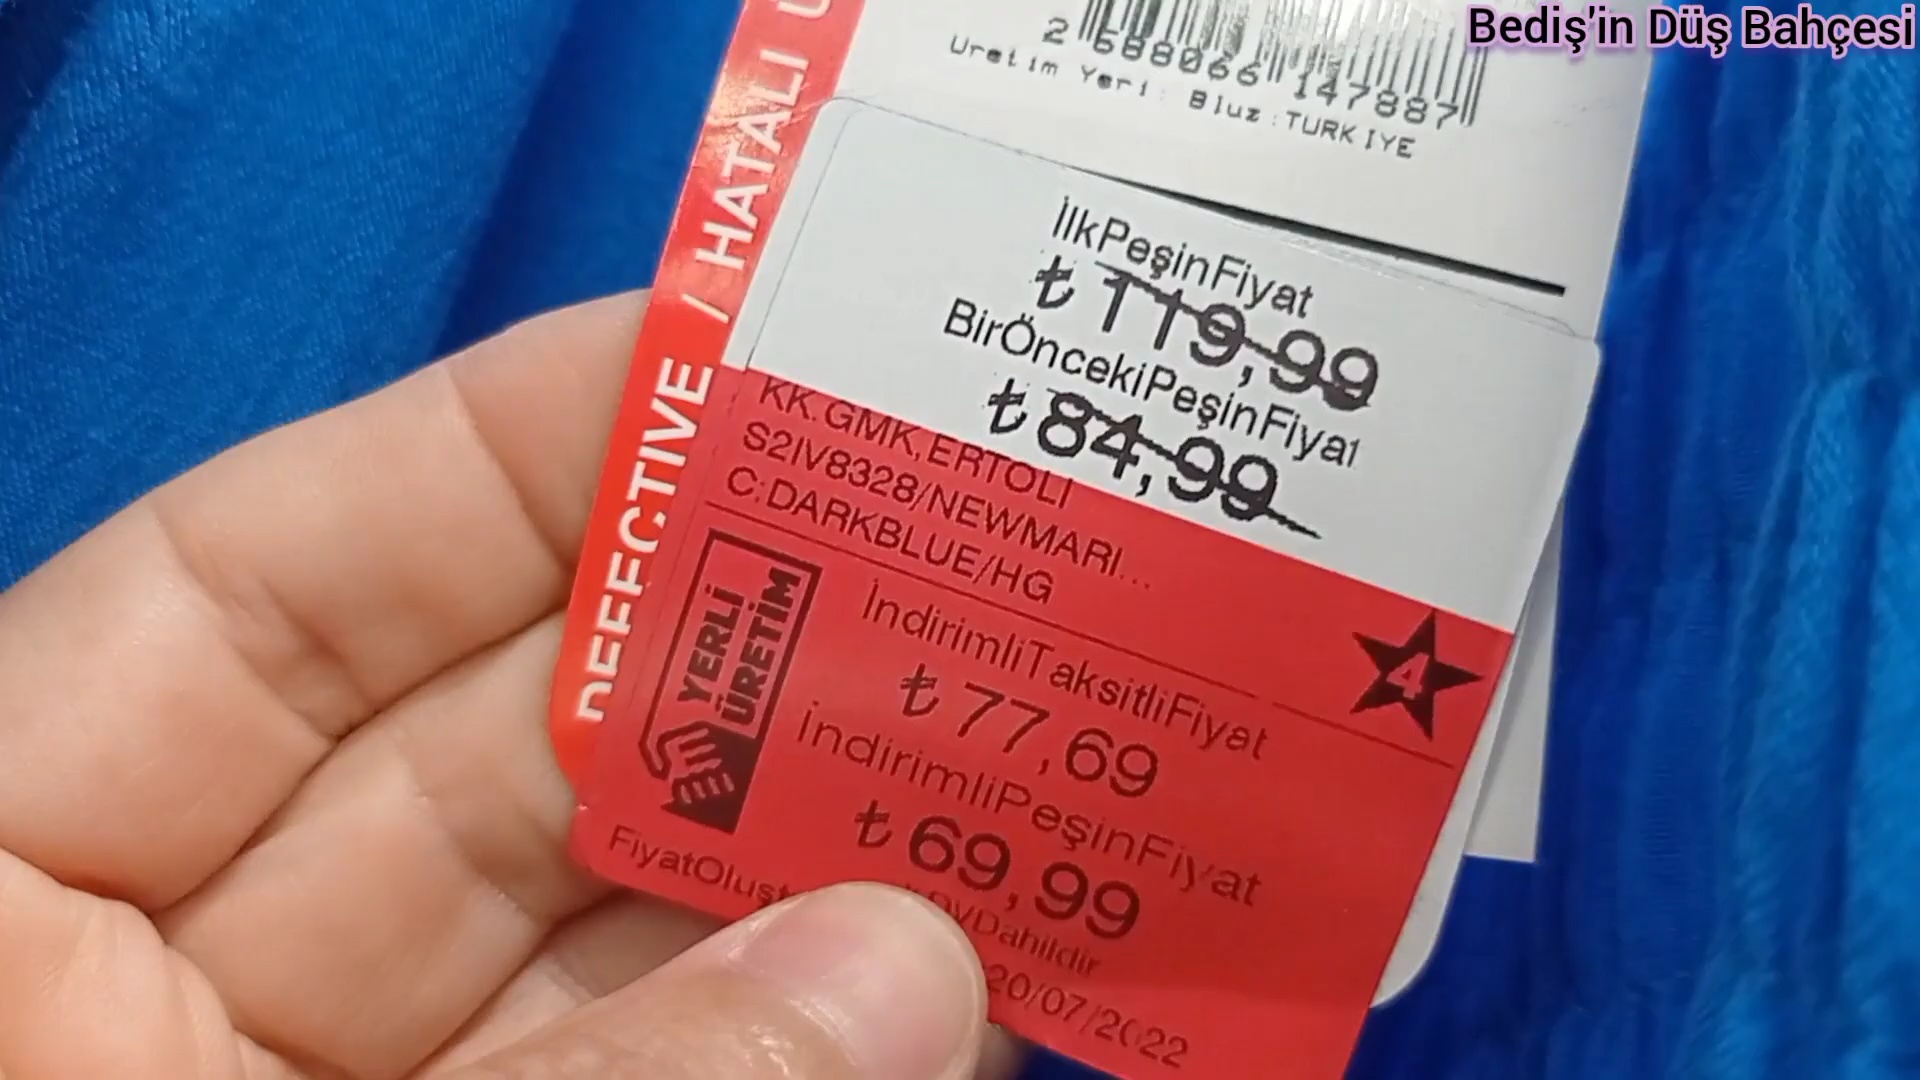 Bediş'in Düş Bahçesi
2 688066 147887
Uretim Yeri: Bluz:TURKIYE
DEFECTIVE / HATALI
İlkPeşinFiyat
₺119,99
BirÖncekiPeşinFiyat
₺84,99
KK.GMK,ERTOLI
S2IV8328/NEWMARI...
C:DARKBLUE/HG
4
YERLİ
ÜRETİM
İndirimliTaksitliFiyat
₺77,69
İndirimliPeşinFiyat
₺69,99
DVDahildir
20/07/2022